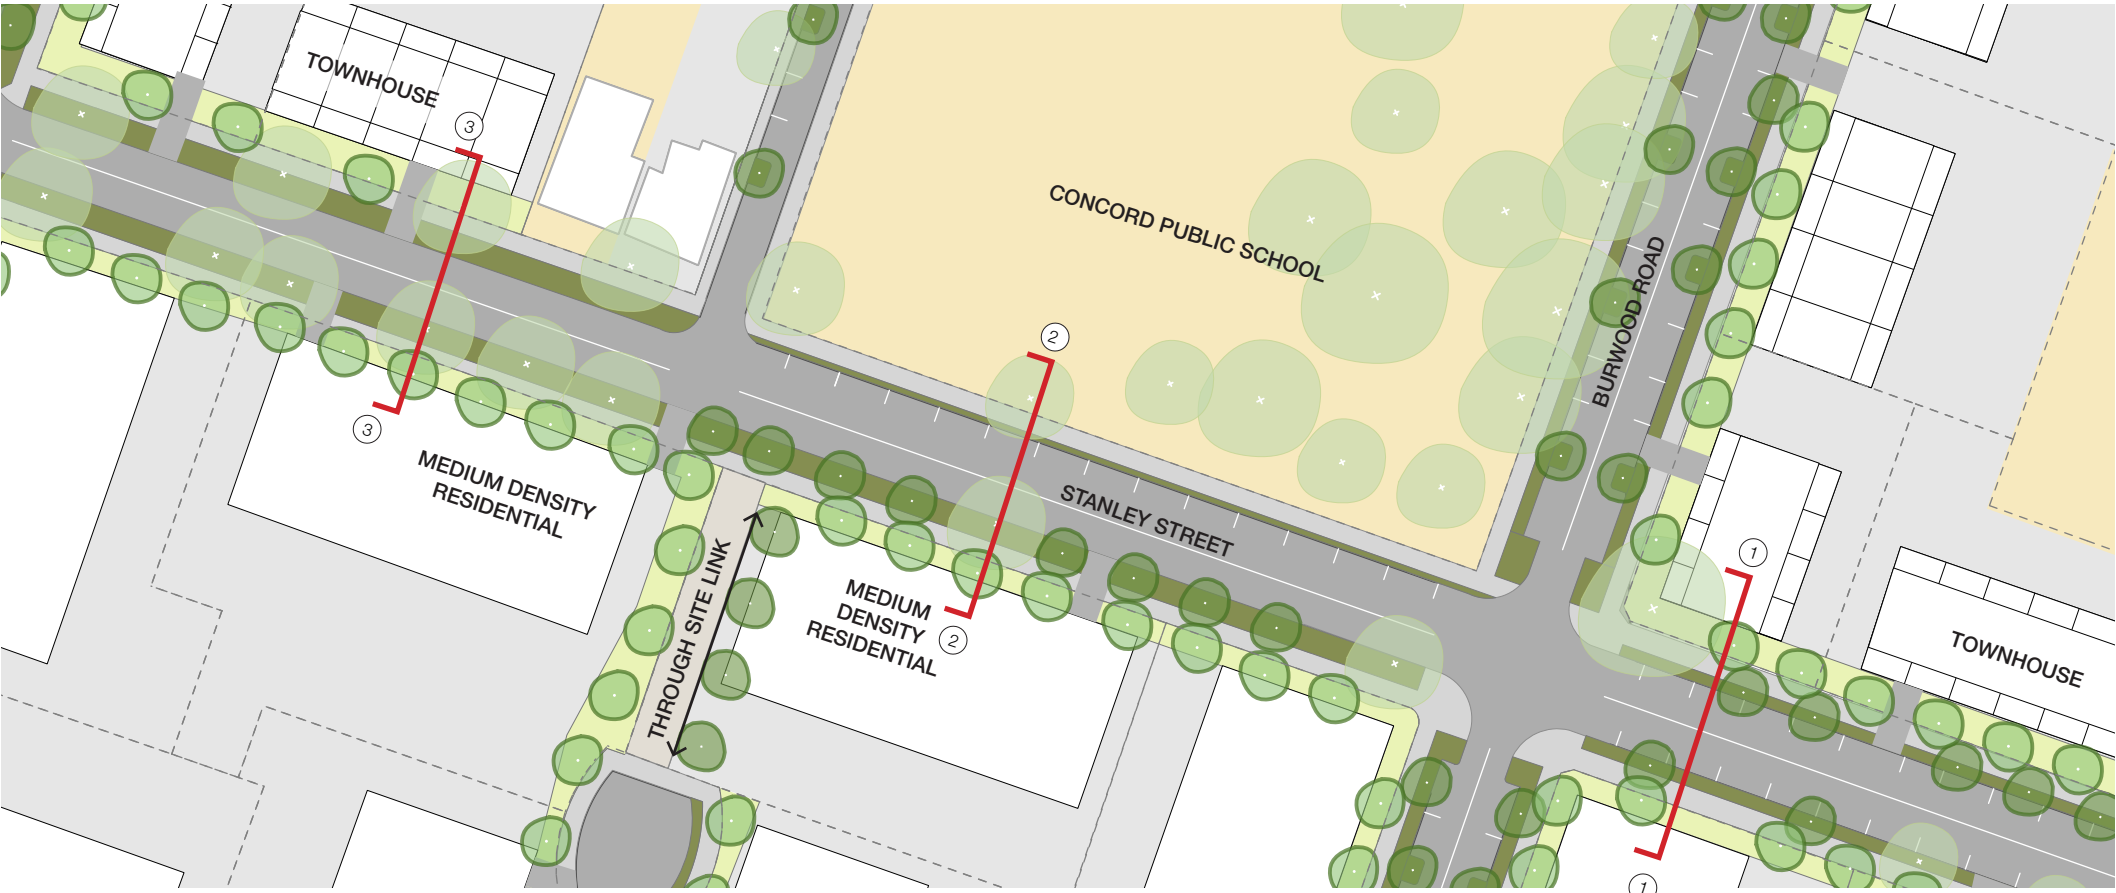 TOWNHOUSE
3
CONCORD PUBLIC SCHOOL
BURWOOD ROAD
2
3
MEDIUM DENSITY
RESIDENTIAL
STANLEY STREET
THROUGH SITE LINK
MEDIUM
DENSITY
RESIDENTIAL
2
1
TOWNHOUSE
1